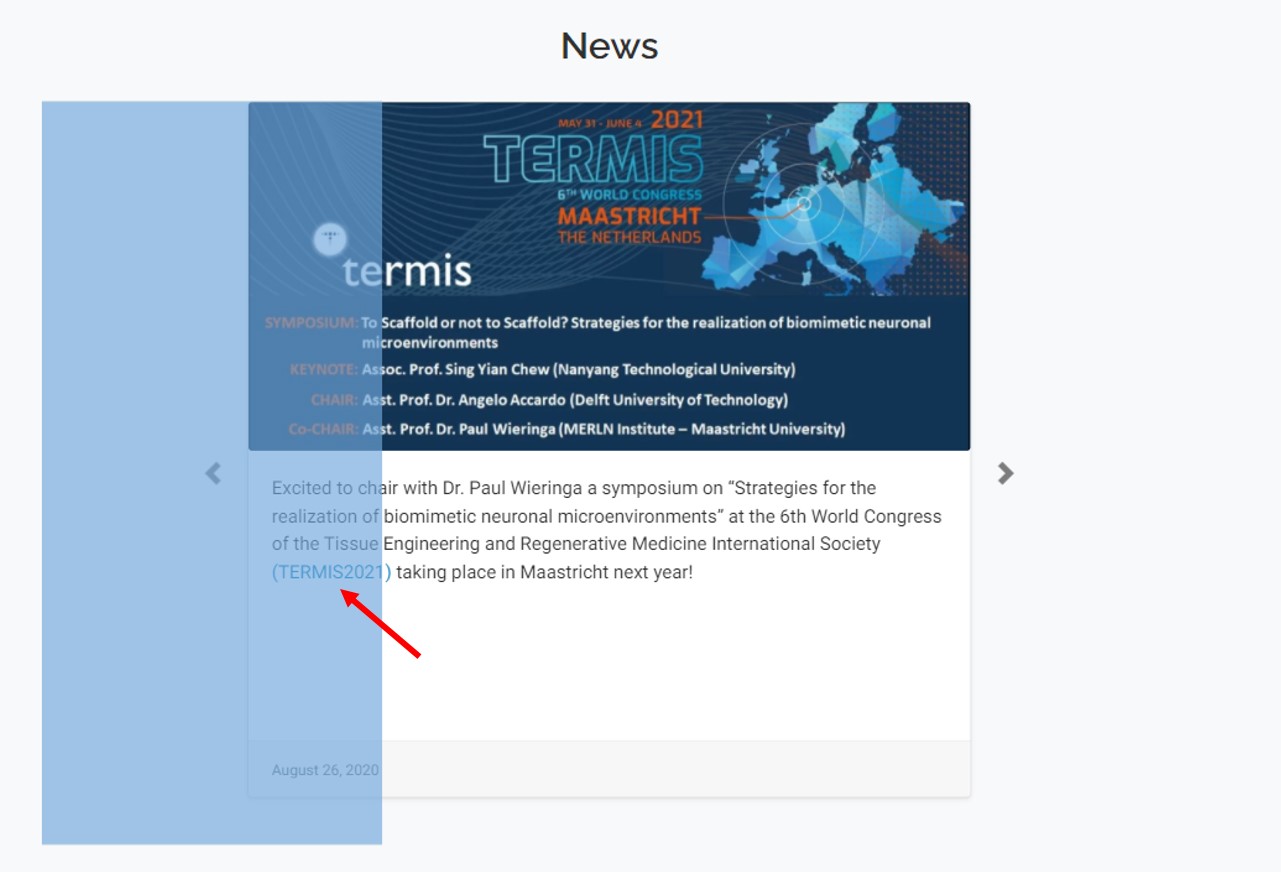 News
MAY 31 - JUNE 4 2021
TERMIS
6TH WORLD CONGRESS
MAASTRICHT
THE NETHERLANDS
termis
SYMPOSIUM: To Scaffold or not to Scaffold? Strategies for the realization of biomimetic neuronal
microenvironments
KEYNOTE: Assoc. Prof. Sing Yian Chew (Nanyang Technological University)
CHAIR: Asst. Prof. Dr. Angelo Accardo (Delft University of Technology)
Co-CHAIR: Asst. Prof. Dr. Paul Wieringa (MERLN Institute – Maastricht University)
Excited to chair with Dr. Paul Wieringa a symposium on “Strategies for the
realization of biomimetic neuronal microenvironments” at the 6th World Congress
of the Tissue Engineering and Regenerative Medicine International Society
(TERMIS2021) taking place in Maastricht next year!
August 26, 2020